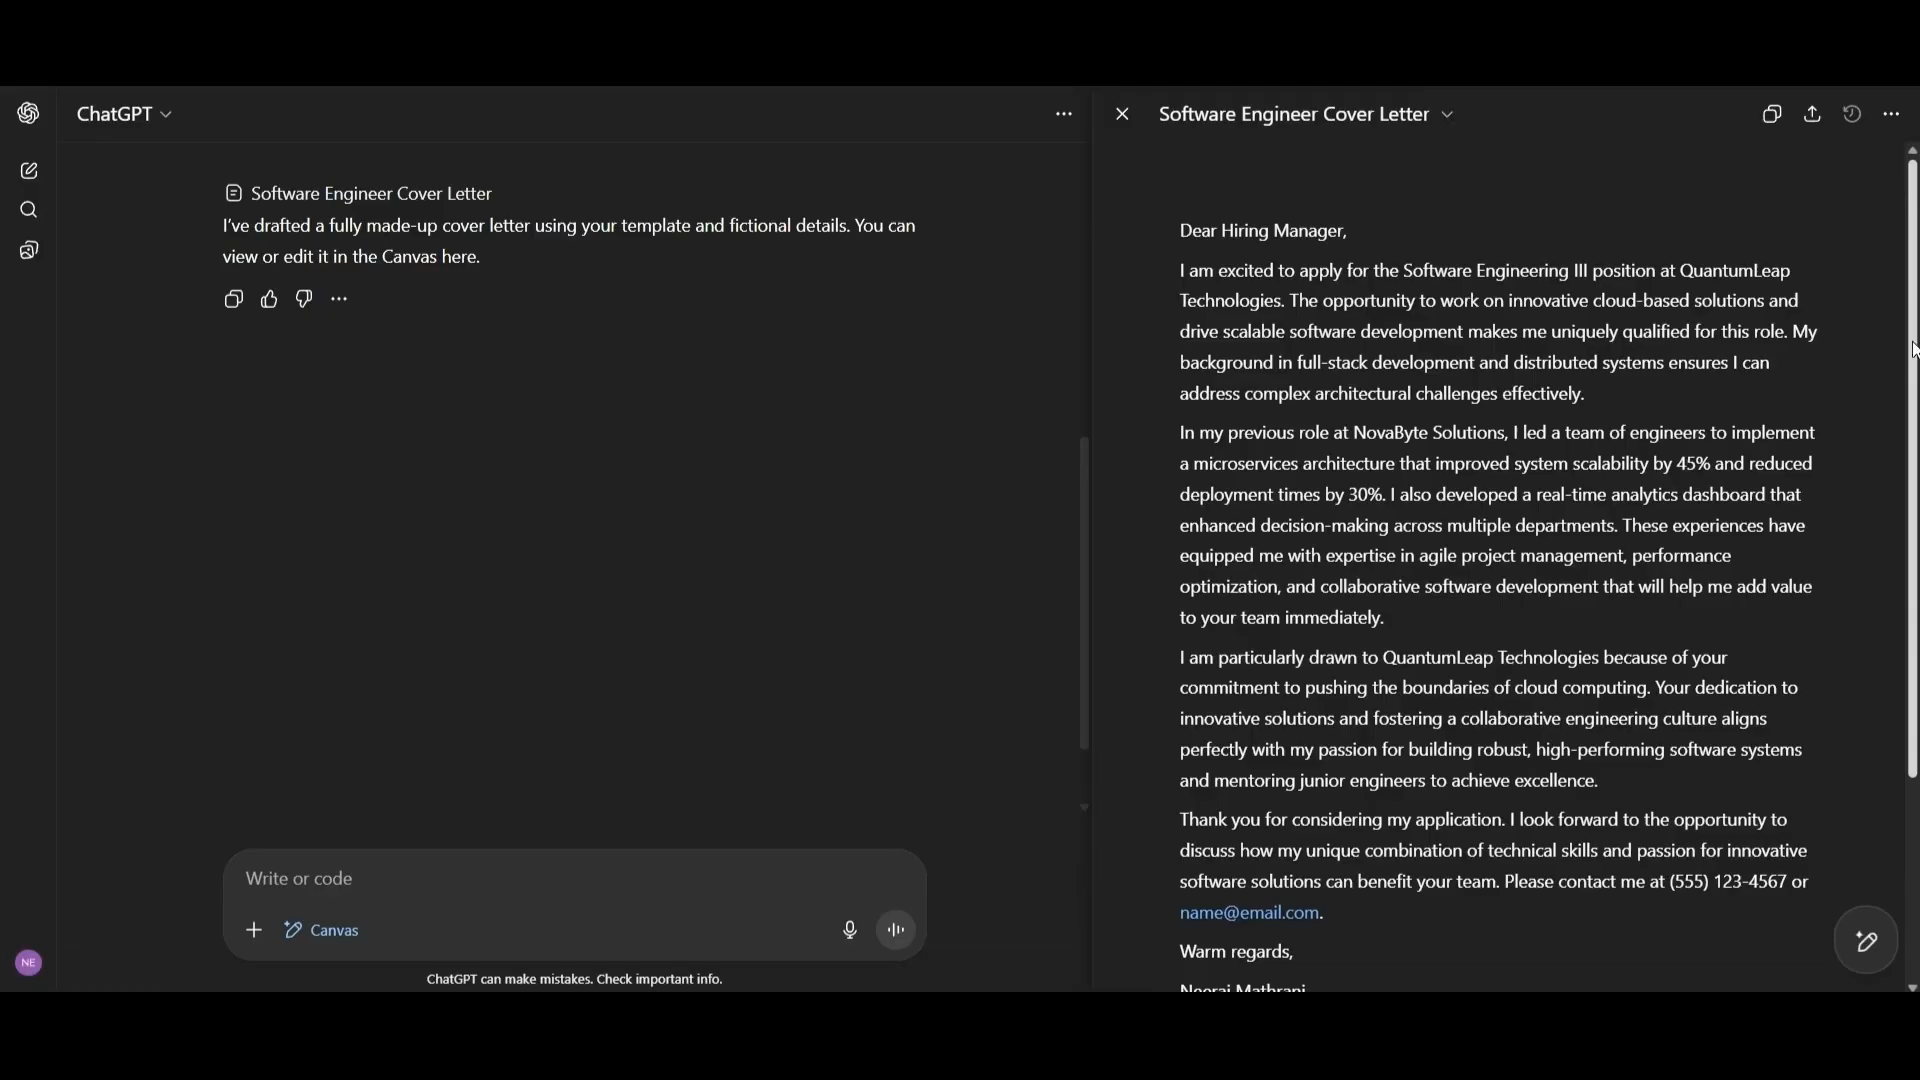 ChatGPT
Software Engineer Cover Letter
I've drafted a fully made-up cover letter using your template and fictional details. You can
view or edit it in the Canvas here.
Write or code
Canvas
NE
ChatGPT can make mistakes. Check important info.
Software Engineer Cover Letter
Dear Hiring Manager,
I am excited to apply for the Software Engineering III position at QuantumLeap
Technologies. The opportunity to work on innovative cloud-based solutions and
drive scalable software development makes me uniquely qualified for this role. My
background in full-stack development and distributed systems ensures I can
address complex architectural challenges effectively.
In my previous role at NovaByte Solutions, I led a team of engineers to implement
a microservices architecture that improved system scalability by 45% and reduced
deployment times by 30%. I also developed a real-time analytics dashboard that
enhanced decision-making across multiple departments. These experiences have
equipped me with expertise in agile project management, performance
optimization, and collaborative software development that will help me add value
to your team immediately.
I am particularly drawn to QuantumLeap Technologies because of your
commitment to pushing the boundaries of cloud computing. Your dedication to
innovative solutions and fostering a collaborative engineering culture aligns
perfectly with my passion for building robust, high-performing software systems
and mentoring junior engineers to achieve excellence.
Thank you for considering my application. I look forward to the opportunity to
discuss how my unique combination of technical skills and passion for innovative
software solutions can benefit your team. Please contact me at (555) 123-4567 or
name@email.com.
Warm regards,
Neeraj Mathrani